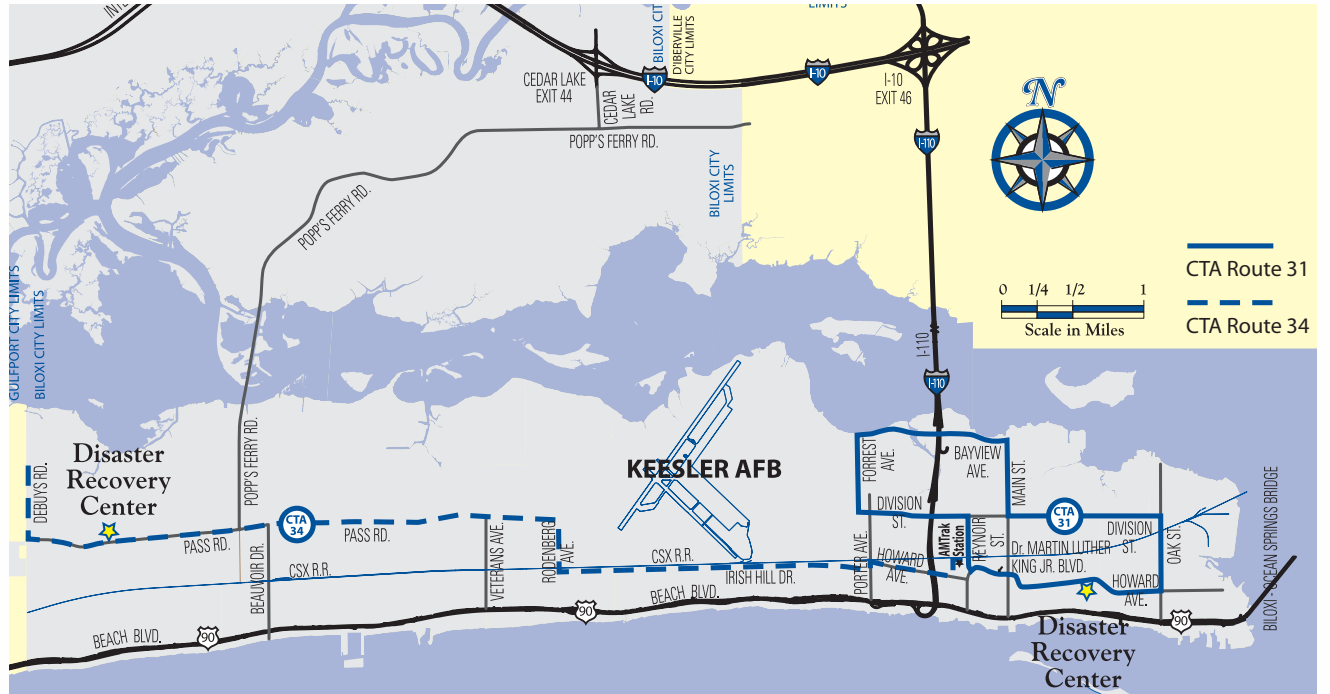 BILOXI CITY
LIMITS
D'IBERVILLE
CITY LIMITS
LIMITS
CEDAR LAKE
EXIT 44
CEDAR
LAKE
RD.
I-10
I-10
I-10
EXIT 46
POPP'S FERRY RD.
I-110
N
POPP'S FERRY RD.
BILOXI CITY
LIMITS
CTA Route 31
0 1/4 1/2 1
Scale in Miles
CTA Route 34
GULFPORT CITY LIMITS
BILOXI CITY LIMITS
I-110
I-110
Disaster
Recovery
Center
DEBUYS RD.
POPP'S FERRY RD.
KEESLER AFB
FORREST
AVE.
BAYVIEW
AVE.
MAIN ST.
CTA
34
PASS RD.
PASS RD.
VETERANS AVE.
RODENBERG
AVE.
DIVISION
ST.
CTA
31
DIVISION
ST.
OAK ST.
BILOXI - OCEAN SPRINGS BRIDGE
AMTrak
Station
REYNOIR
ST.
Dr. MARTIN LUTHER
KING JR. BLVD.
BEAUVOIR DR.
CSX R.R.
CSX R.R.
IRISH HILL DR.
PORTER AVE.
HOWARD
AVE.
HOWARD
AVE.
BEACH BLVD.
90
90
BEACH BLVD.
90
Disaster
Recovery
Center